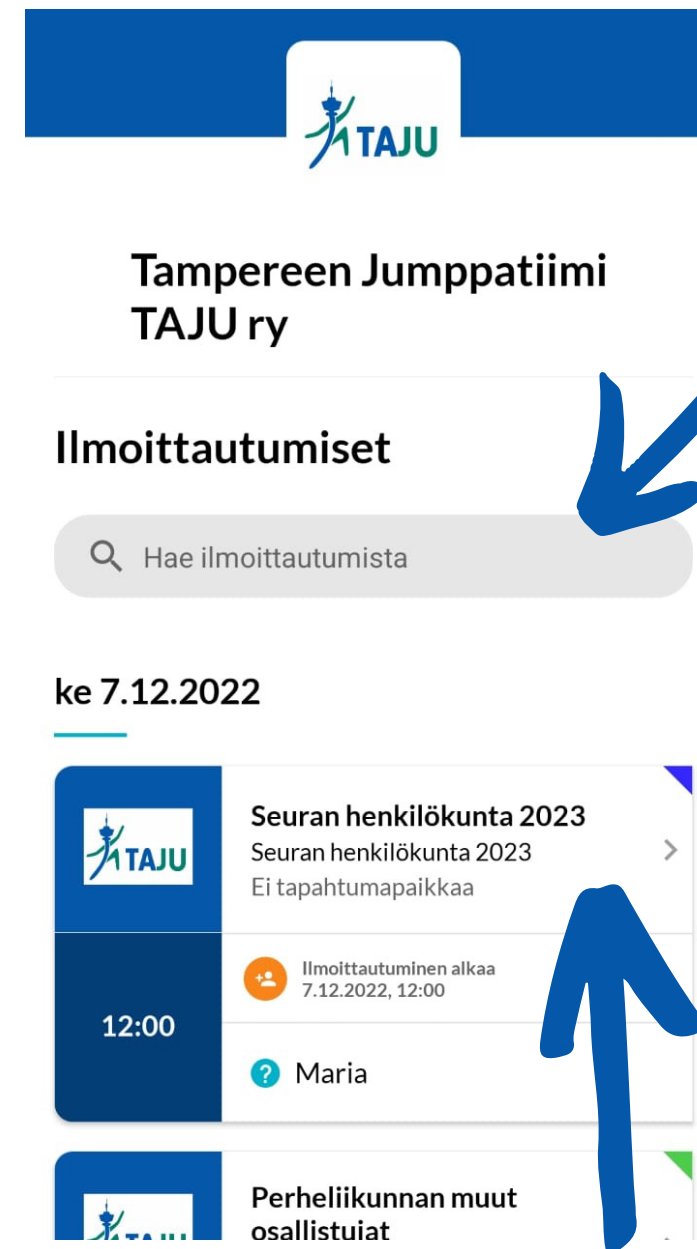 TAJU
Tampereen Jumppatiimi
TAJU ry
Ilmoittautumiset
Hae ilmoittautumista
ke 7.12.2022
TAJU
Seuran henkilökunta 2023
Seuran henkilökunta 2023
Ei tapahtumapaikkaa
Ilmoittautuminen alkaa
7.12.2022, 12:00
12:00
? Maria
Perheliikunnan muut
osallistujat
TAJU